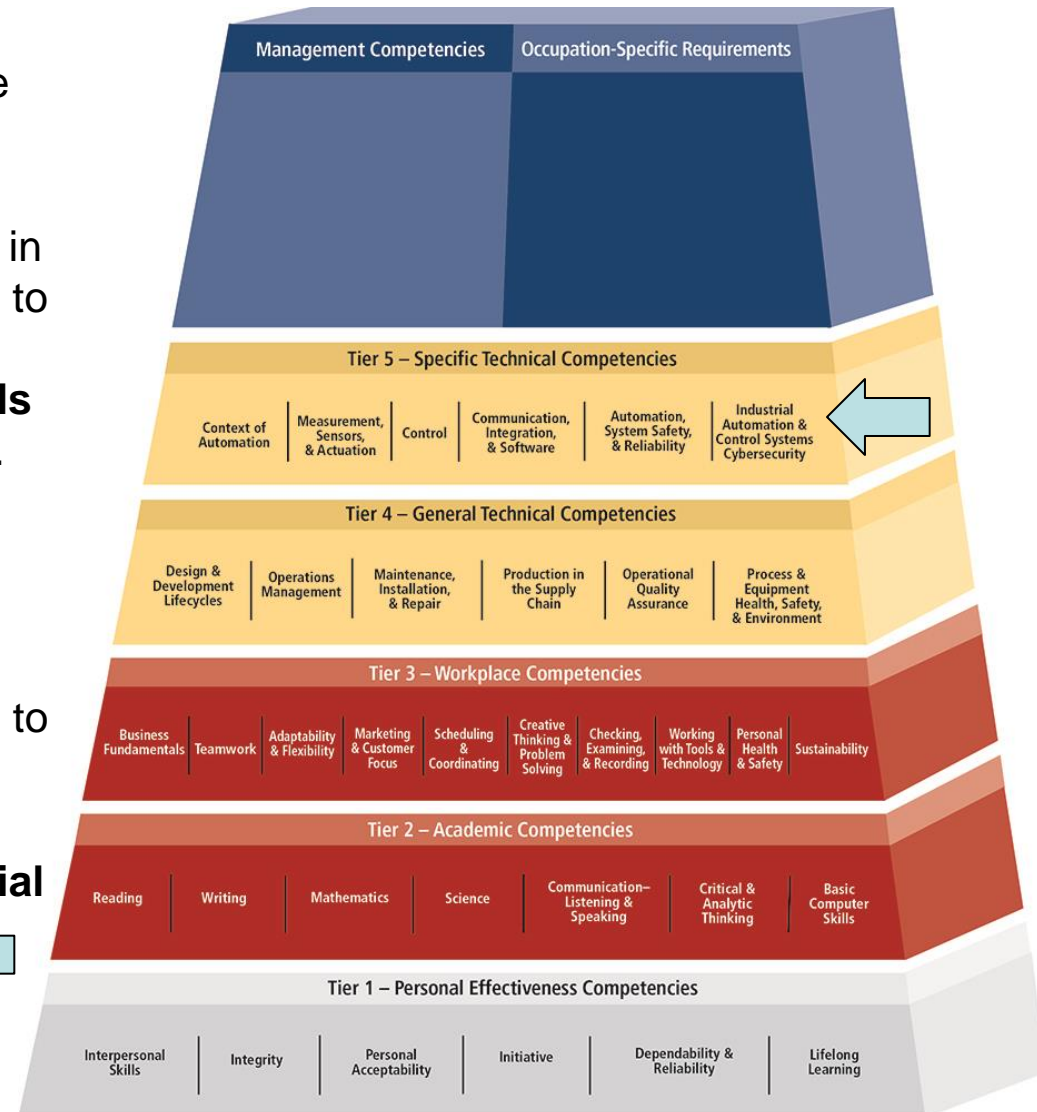 e
in
to
ls
.
to
ial
Management Competencies
Occupation-Specific Requirements
Tier 5 – Specific Technical Competencies
Context of
Automation
Measurement,
Sensors,
& Actuation
Control
Communication,
Integration,
& Software
Automation,
System Safety,
& Reliability
Industrial
Automation &
Control Systems
Cybersecurity
Tier 4 – General Technical Competencies
Design &
Development
Lifecycles
Operations
Management
Maintenance,
Installation,
& Repair
Production in
the Supply
Chain
Operational
Quality
Assurance
Process &
Equipment
Health, Safety,
& Environment
Tier 3 – Workplace Competencies
Business
Fundamentals
Teamwork
Adaptability
& Flexibility
Marketing
& Customer
Focus
Scheduling
&
Coordinating
Creative
Thinking &
Problem
Solving
Checking,
Examining,
& Recording
Working
with Tools &
Technology
Personal
Health
& Safety
Sustainability
Tier 2 – Academic Competencies
Reading
Writing
Mathematics
Science
Communication–
Listening &
Speaking
Critical &
Analytic
Thinking
Basic
Computer
Skills
Tier 1 – Personal Effectiveness Competencies
Interpersonal
Skills
Integrity
Personal
Acceptability
Initiative
Dependability &
Reliability
Lifelong
Learning